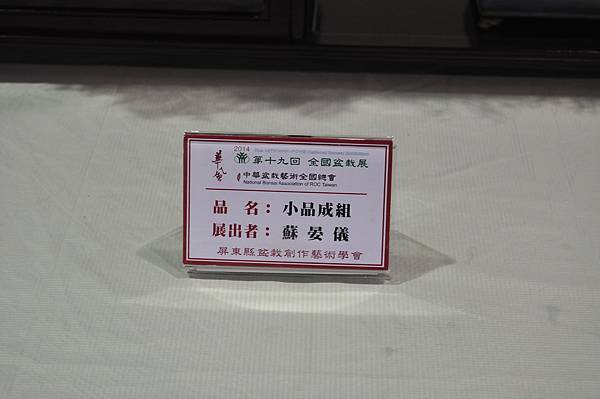 2014
華風
第十九回 全國盆栽展
中華盆栽藝術全國總會
National Bonsai Association of ROC Taiwan
品 名： 小品成組
展出者： 蘇晏儀
屏東縣盆栽創作藝術學會